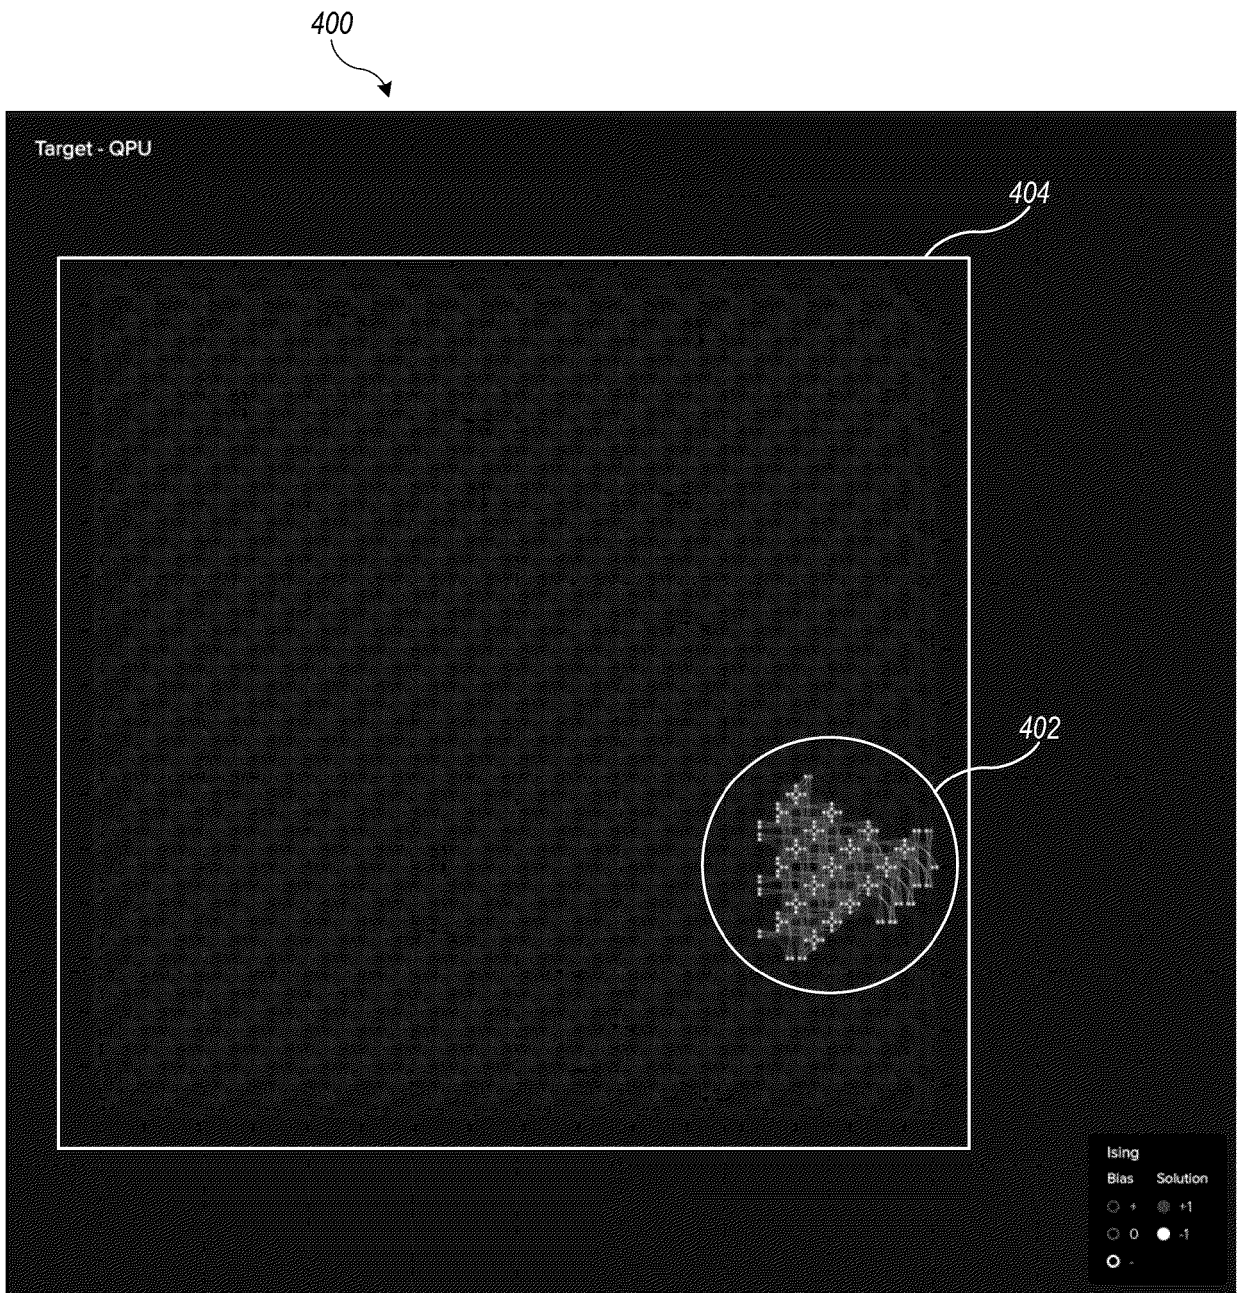 400
Target - QPU
404
402
Ising
Bias Solution
+ +1
0 -1
-